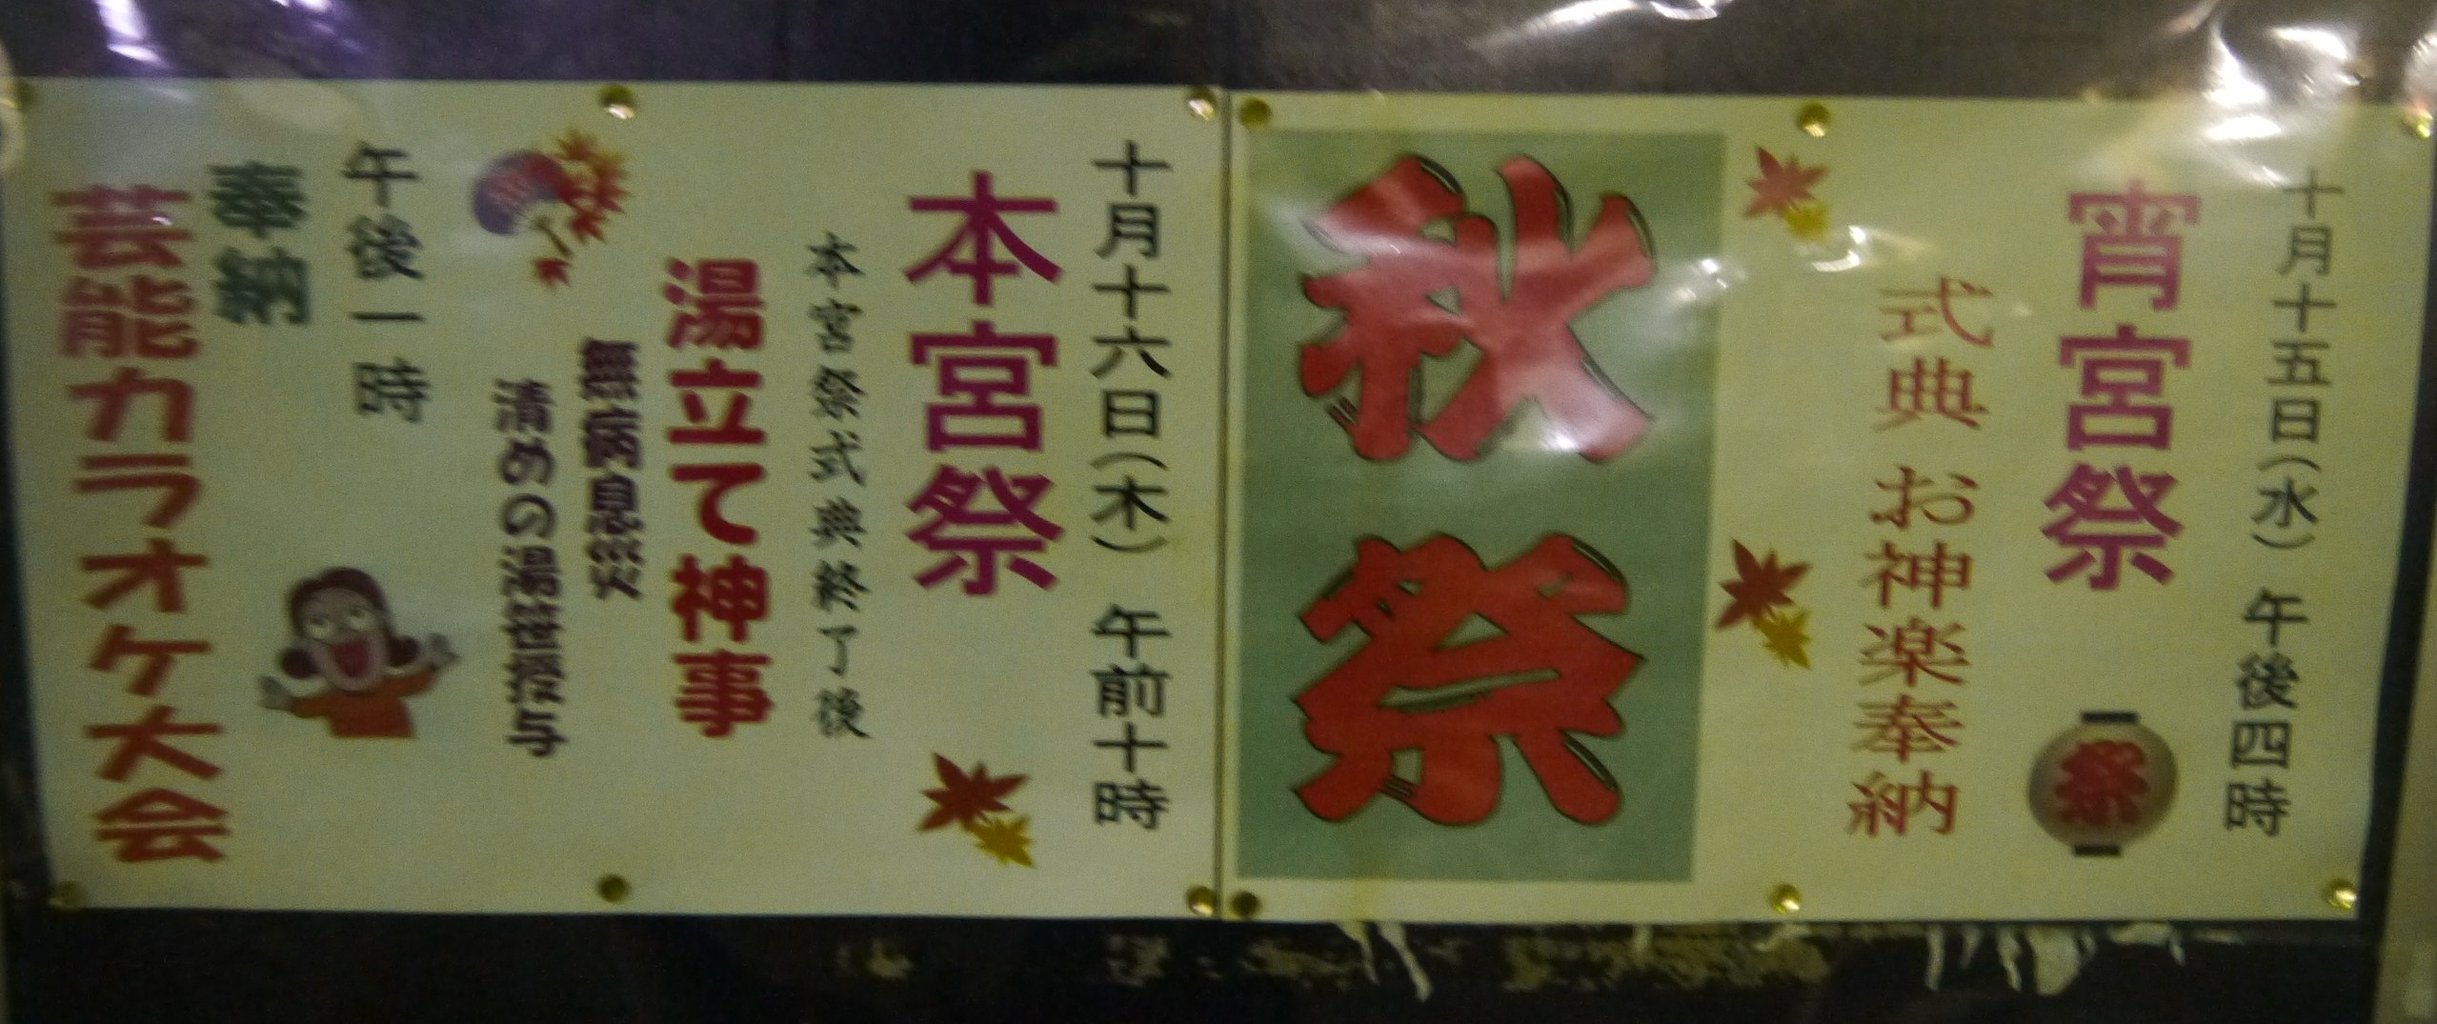 秋祭
十月十五日(水) 午後四時
宵宮祭
祭
式典 お神楽奉納
十月十六日(木) 午前十時
本宮祭
本宮祭式典終了後
湯立て神事
無病息災
清めの湯笹授与
午後一時
奉納
芸能カラオケ大会